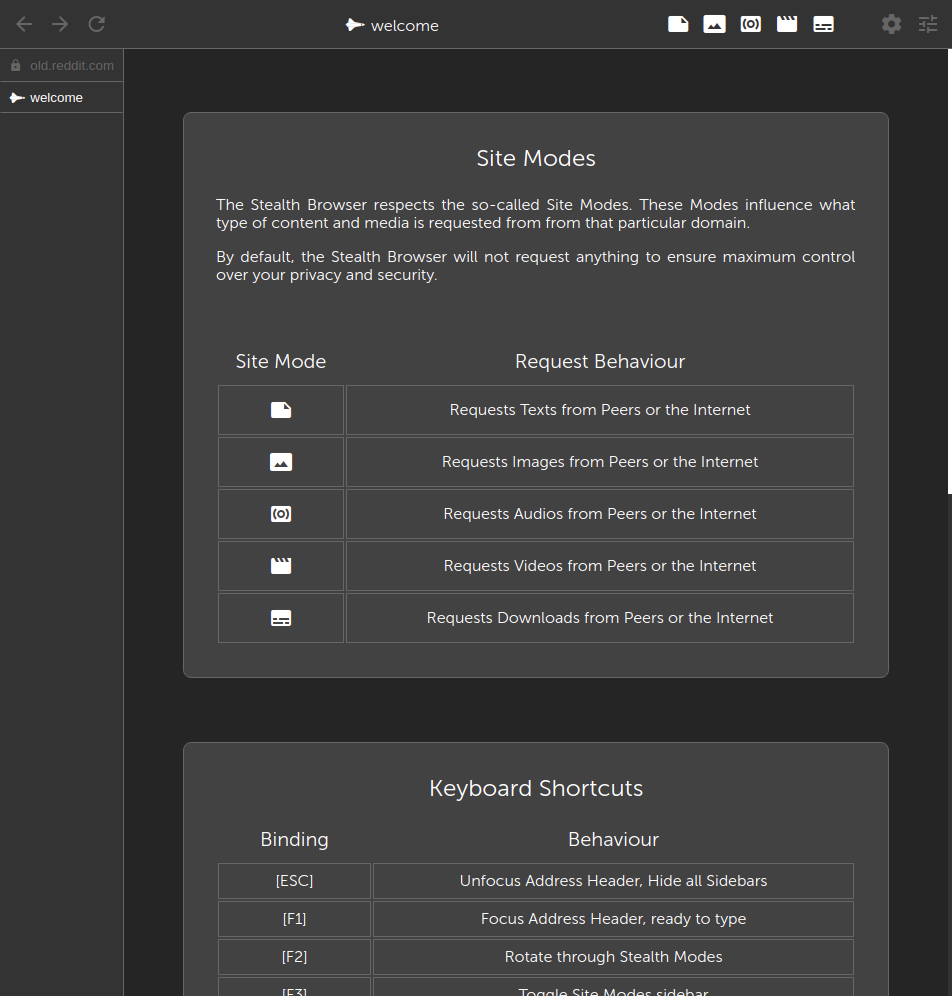 welcome
old.reddit.com
welcome
Site Modes
The Stealth Browser respects the so-called Site Modes. These Modes influence what
type of content and media is requested from from that particular domain.
By default, the Stealth Browser will not request anything to ensure maximum control
over your privacy and security.
Site Mode Request Behaviour
Requests Texts from Peers or the Internet
Requests Images from Peers or the Internet
Requests Audios from Peers or the Internet
Requests Videos from Peers or the Internet
Requests Downloads from Peers or the Internet
Keyboard Shortcuts
Binding Behaviour
[ESC] Unfocus Address Header, Hide all Sidebars
[F1] Focus Address Header, ready to type
[F2] Rotate through Stealth Modes
[F3] Toggle Site Modes sidebar